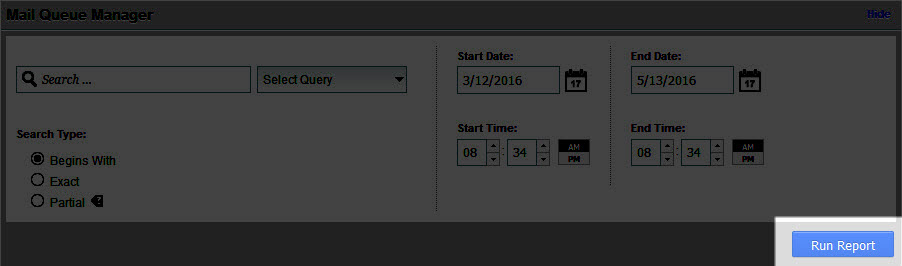 Mail Queue Manager
Hide
Search ...
Select Query
Search Type:
Begins With
Exact
Partial ?
Start Date:
3/12/2016
17
Start Time:
08 : 34 AM
PM
End Date:
5/13/2016
17
End Time:
08 : 34 AM
PM
Run Report